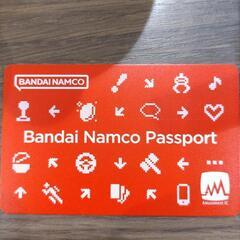 BANDAI NAMCO
Bandai Namco Passport
Amusement IC